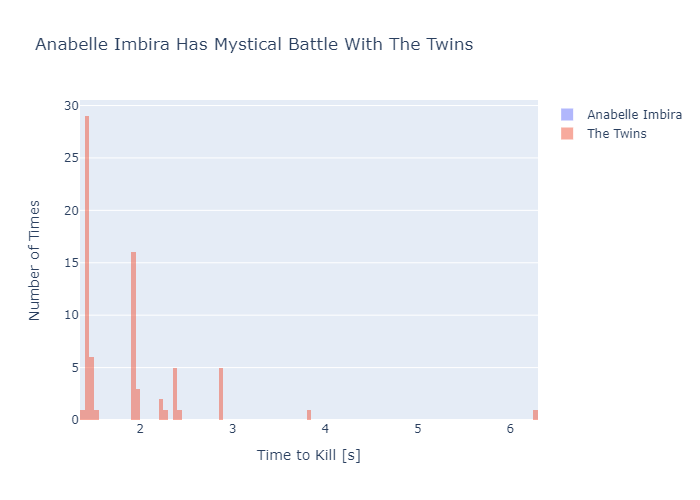 Anabelle Imbira Has Mystical Battle With The Twins
Anabelle Imbira
The Twins
30
25
20
15
10
5
0
Number of Times
2
3
4
5
6
Time to Kill [s]